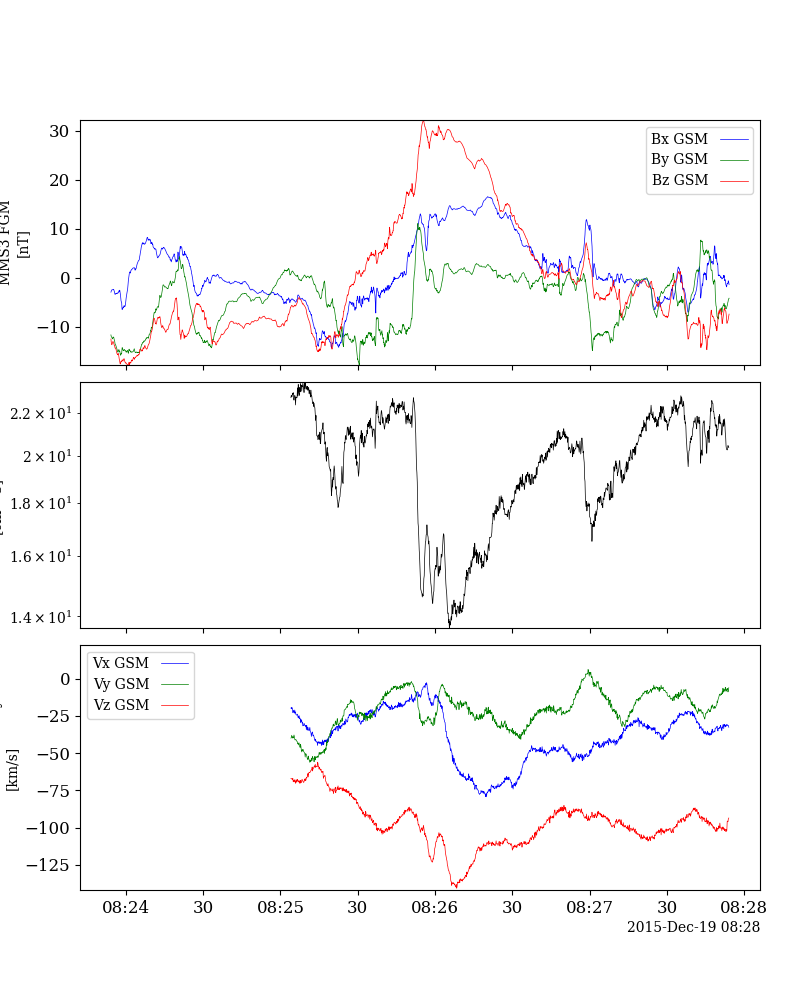 30
20
10
0
−10
MMS3 FGM
[nT]
Bx GSM
By GSM
Bz GSM
2.2 × 10¹
2 × 10¹
1.8 × 10¹
1.6 × 10¹
1.4 × 10¹
0
−25
−50
−75
−100
−125
[km/s]
Vx GSM
Vy GSM
Vz GSM
08:24 30 08:25 30 08:26 30 08:27 30 08:28
2015-Dec-19 08:28